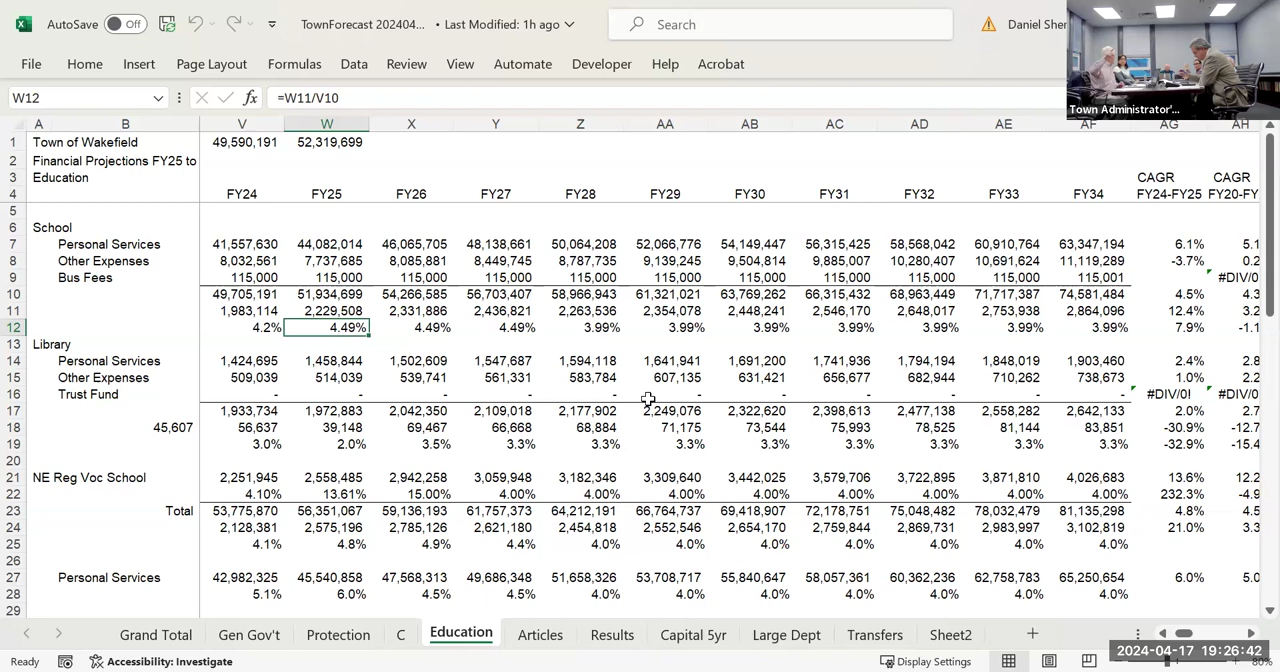 AutoSave Off TownForecast 202404.... • Last Modified: 1h ago Search Daniel Sher
File Home Insert Page Layout Formulas Data Review View Automate Developer Help Acrobat
Town Administrator'...
W12 fx =W11/V10
A B V W X Y Z AA AB AC AD AE AF AG AH
1 Town of Wakefield 49,590,191 52,319,699
2 Financial Projections FY25 to
3 Education CAGR CAGR
4 FY24 FY25 FY26 FY27 FY28 FY29 FY30 FY31 FY32 FY33 FY34 FY24-FY25 FY20-FY
5
6 School
7 Personal Services 41,557,630 44,082,014 46,065,705 48,138,661 50,064,208 52,066,776 54,149,447 56,315,425 58,568,042 60,910,764 63,347,194 6.1% 5.1
8 Other Expenses 8,032,561 7,737,685 8,085,881 8,449,745 8,787,735 9,139,245 9,504,814 9,885,007 10,280,407 10,691,624 11,119,289 -3.7% 0.2
9 Bus Fees 115,000 115,000 115,000 115,000 115,000 115,000 115,000 115,000 115,000 115,000 115,001 #DIV/0
10 49,705,191 51,934,699 54,266,585 56,703,407 58,966,943 61,321,021 63,769,262 66,315,432 68,963,449 71,717,387 74,581,484 4.5% 4.3
11 1,983,114 2,229,508 2,331,886 2,436,821 2,263,536 2,354,078 2,448,241 2,546,170 2,648,017 2,753,938 2,864,096 12.4% 3.2
12 4.2% 4.49% 4.49% 4.49% 3.99% 3.99% 3.99% 3.99% 3.99% 3.99% 3.99% 7.9% -1.1
13 Library
14 Personal Services 1,424,695 1,458,844 1,502,609 1,547,687 1,594,118 1,641,941 1,691,200 1,741,936 1,794,194 1,848,019 1,903,460 2.4% 2.8
15 Other Expenses 509,039 514,039 539,741 561,331 583,784 607,135 631,421 656,677 682,944 710,262 738,673 1.0% 2.2
16 Trust Fund - - - - - - - - - - - #DIV/0! #DIV/0
17 1,933,734 1,972,883 2,042,350 2,109,018 2,177,902 2,249,076 2,322,620 2,398,613 2,477,138 2,558,282 2,642,133 2.0% 2.7
18 45,607 56,637 39,148 69,467 66,668 68,884 71,175 73,544 75,993 78,525 81,144 83,851 -30.9% -12.7
19 3.0% 2.0% 3.5% 3.3% 3.3% 3.3% 3.3% 3.3% 3.3% 3.3% 3.3% -32.9% -15.4
20
21 NE Reg Voc School 2,251,945 2,558,485 2,942,258 3,059,948 3,182,346 3,309,640 3,442,025 3,579,706 3,722,895 3,871,810 4,026,683 13.6% 12.2
22 4.10% 13.61% 15.00% 4.00% 4.00% 4.00% 4.00% 4.00% 4.00% 4.00% 4.00% 232.3% -4.9
23 Total 53,775,870 56,351,067 59,136,193 61,757,373 64,212,191 66,764,737 69,418,907 72,178,751 75,048,482 78,032,479 81,135,298 4.8% 4.5
24 2,128,381 2,575,196 2,785,126 2,621,180 2,454,818 2,552,546 2,654,170 2,759,844 2,869,731 2,983,997 3,102,819 21.0% 3.3
25 4.1% 4.8% 4.9% 4.4% 4.0% 4.0% 4.0% 4.0% 4.0% 4.0% 4.0%
26
27 Personal Services 42,982,325 45,540,858 47,568,313 49,686,348 51,658,326 53,708,717 55,840,647 58,057,361 60,362,236 62,758,783 65,250,654 6.0% 5.0
28 5.1% 6.0% 4.5% 4.5% 4.0% 4.0% 4.0% 4.0% 4.0% 4.0% 4.0%
29
Grand Total Gen Gov't Protection C Education Articles Results Capital 5yr Large Dept Transfers Sheet2
2024-04-17 19:26:42
Ready Accessibility: Investigate Display Settings 80%